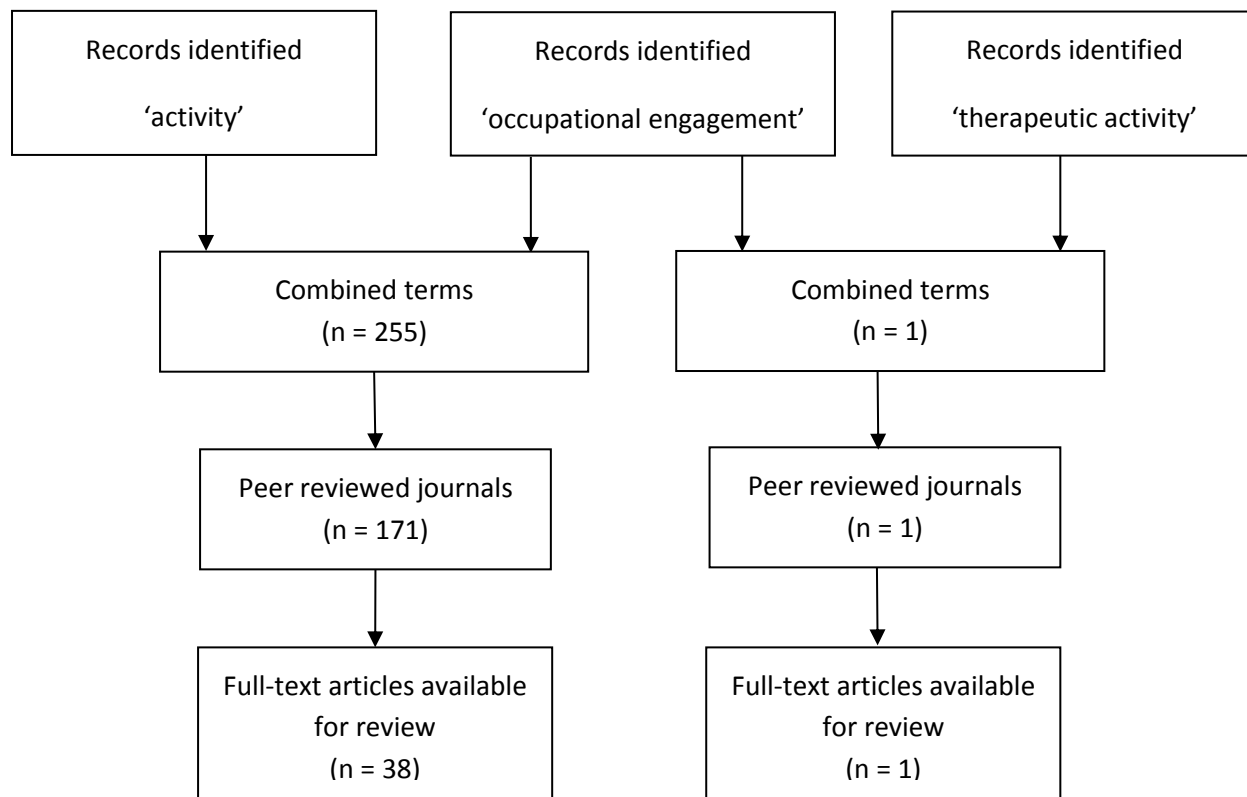 Records identified
‘activity’
Records identified
‘occupational engagement’
Records identified
‘therapeutic activity’
Combined terms
(n = 255)
Combined terms
(n = 1)
Peer reviewed journals
(n = 171)
Peer reviewed journals
(n = 1)
Full-text articles available
for review
(n = 38)
Full-text articles available
for review
(n = 1)